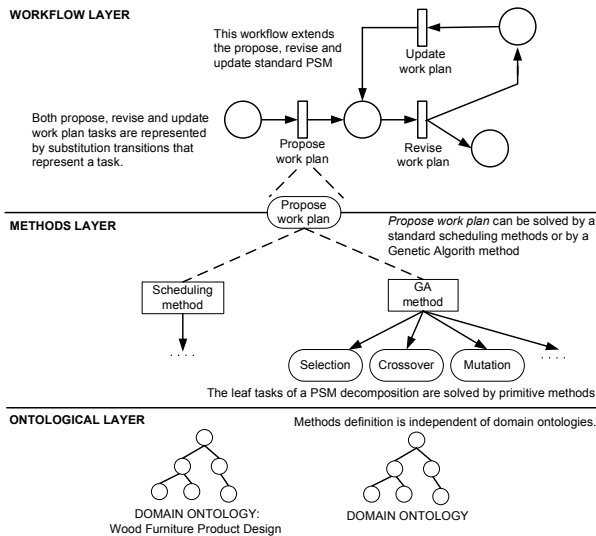 WORKFLOW LAYER
This workflow extends
the propose, revise and
update standard PSM
Update
work plan
Both propose, revise and update
work plan tasks are represented
by substitution transitions that
represent a task.
Propose
work plan
Revise
work plan
Propose
work plan
METHODS LAYER
Propose work plan can be solved by a
standard scheduling methods or by a
Genetic Algorith method
Scheduling
method
GA
method
. . . .
Selection
Crossover
Mutation
. . . .
The leaf tasks of a PSM decomposition are solved by primitive methods
ONTOLOGICAL LAYER
Methods definition is independent of domain ontologies.
DOMAIN ONTOLOGY:
Wood Furniture Product Design
DOMAIN ONTOLOGY